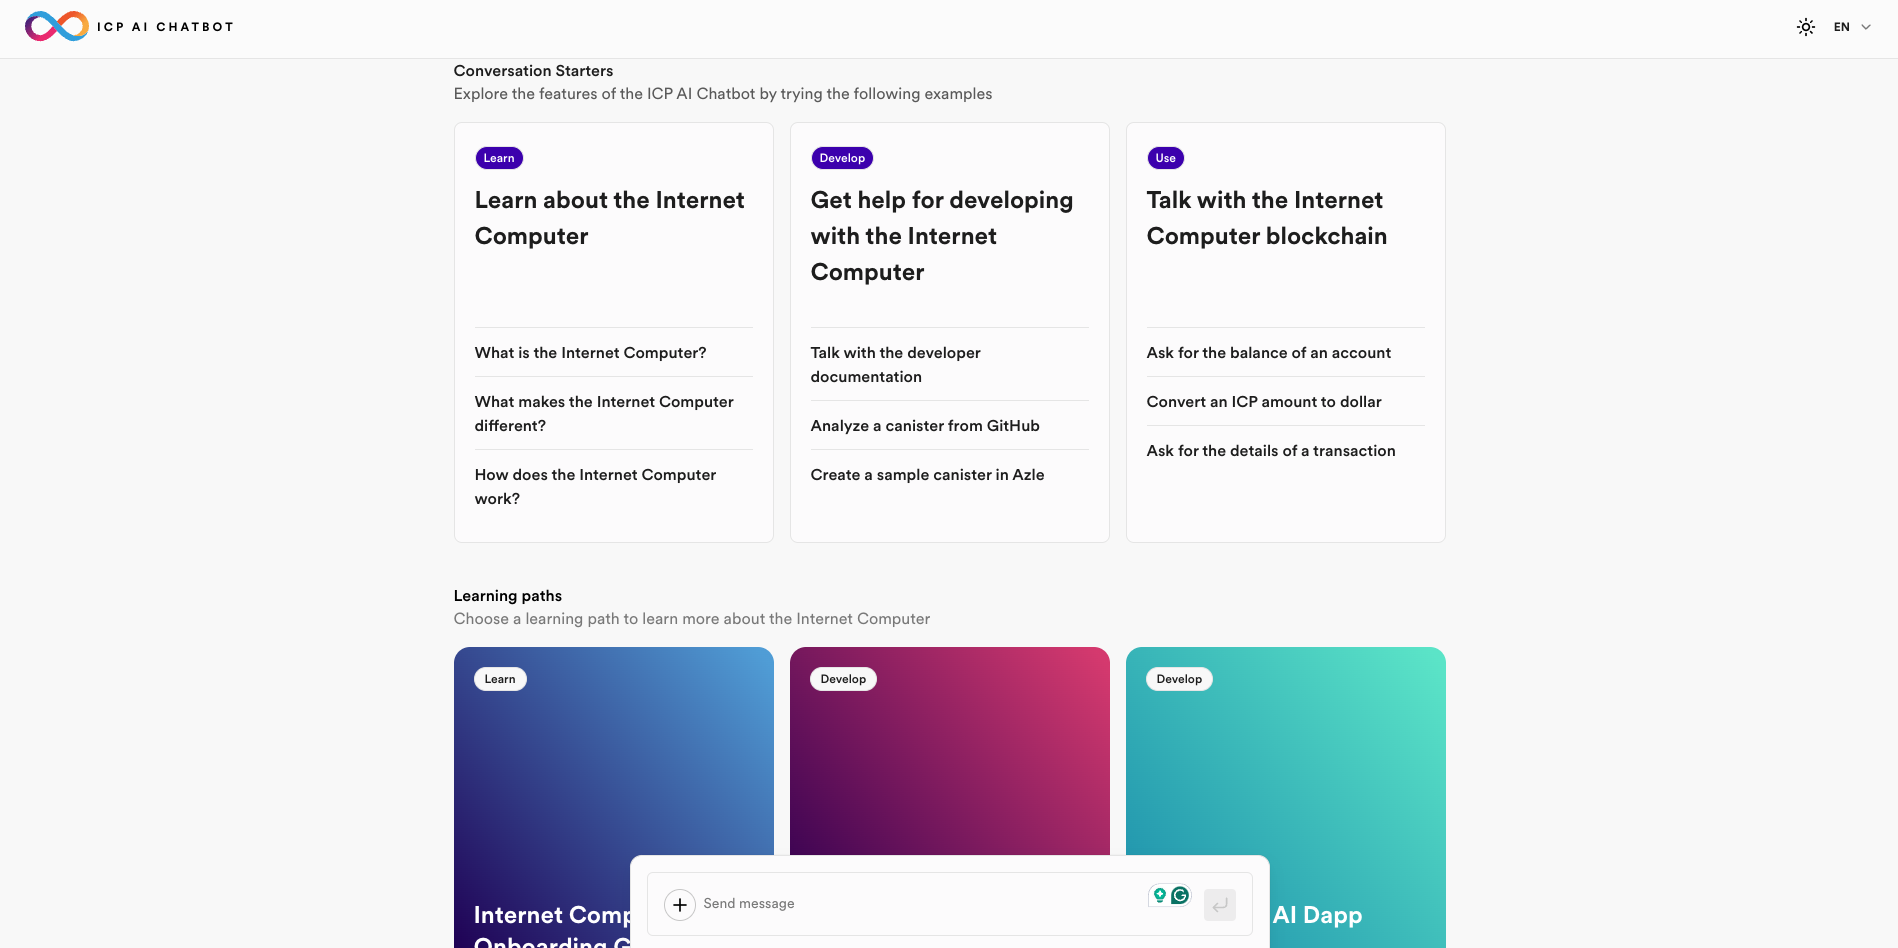 ICP AI CHATBOT
EN
Conversation Starters
Explore the features of the ICP AI Chatbot by trying the following examples
Learn
Learn about the Internet
Computer
What is the Internet Computer?
What makes the Internet Computer
different?
How does the Internet Computer
work?
Develop
Get help for developing
with the Internet
Computer
Talk with the developer
documentation
Analyze a canister from GitHub
Create a sample canister in Azle
Use
Talk with the Internet
Computer blockchain
Ask for the balance of an account
Convert an ICP amount to dollar
Ask for the details of a transaction
Learning paths
Choose a learning path to learn more about the Internet Computer
Learn
Internet Comp
Onboarding
Develop
Develop
AI Dapp
Send message